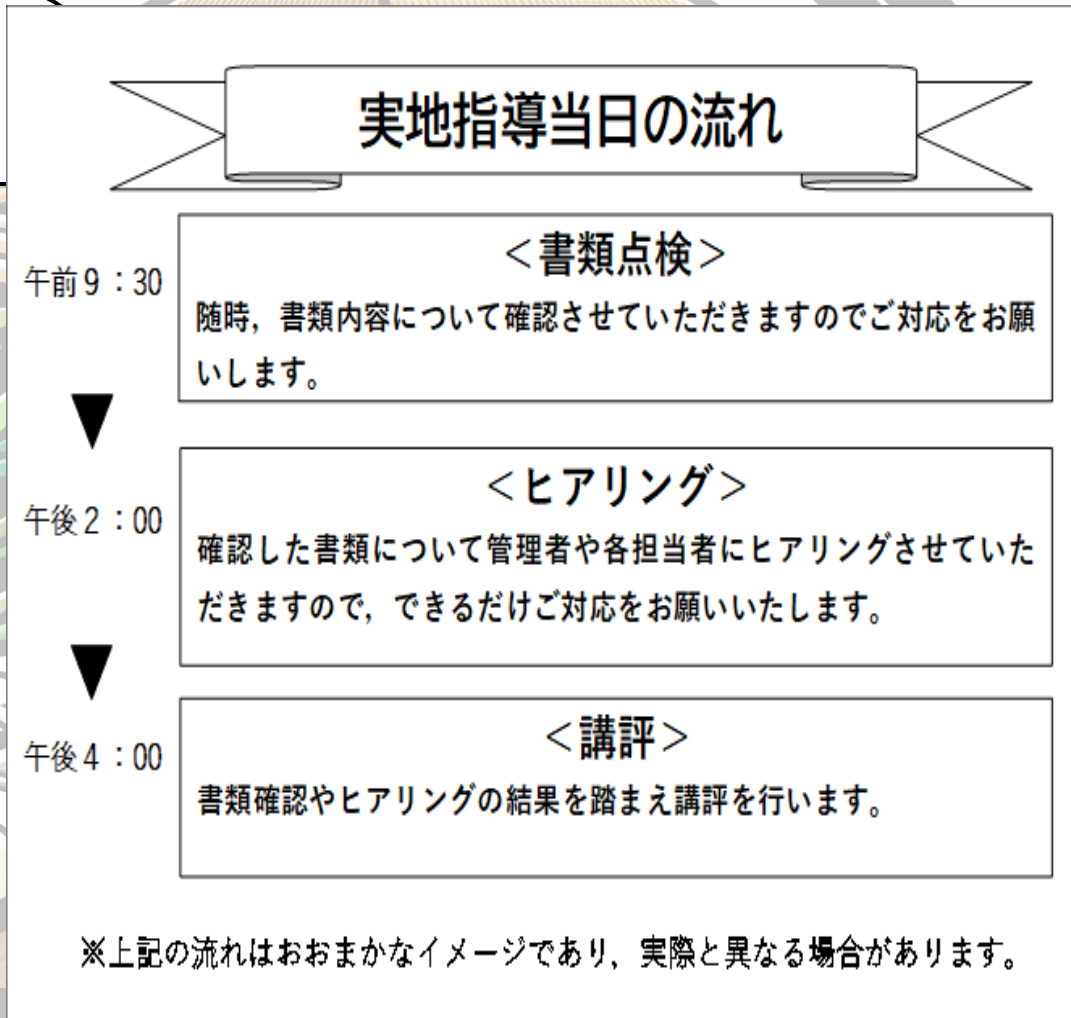 実地指導当日の流れ
午前9:30
<書類点検>
随時，書類内容について確認させていただきますのでご対応をお願
いします。
午後2:00
<ヒアリング>
確認した書類について管理者や各担当者にヒアリングさせていた
だきますので，できるだけご対応をお願いいたします。
午後4:00
<講評>
書類確認やヒアリングの結果を踏まえ講評を行います。
※上記の流れはおおまかなイメージであり，実際と異なる場合があります。